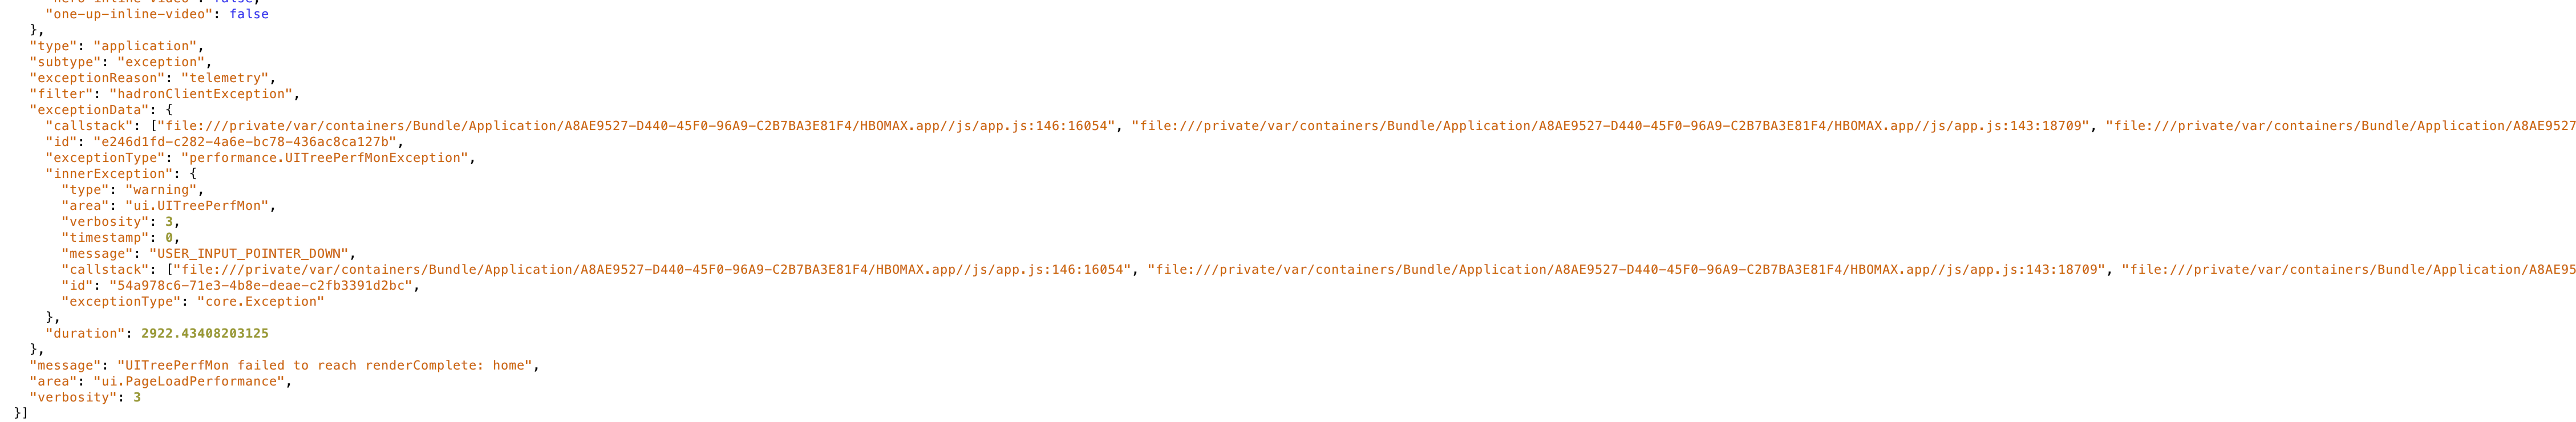 "hero-inline-video": false,
"one-up-inline-video": false
},
"type": "application",
"subtype": "exception",
"exceptionReason": "telemetry",
"filter": "hadronClientException",
"exceptionData": {
"callstack": ["file:///private/var/containers/Bundle/Application/A8AE9527-D440-45F0-96A9-C2B7BA3E81F4/HBOMAX.app//js/app.js:146:16054", "file:///private/var/containers/Bundle/Application/A8AE9527-D440-45F0-96A9-C2B7BA3E81F4/HBOMAX.app//js/app.js:143:18709", "file:///private/var/containers/Bundle/Application/A8AE9527
"id": "e246d1fd-c282-4a6e-bc78-436ac8ca127b",
"exceptionType": "performance.UITreePerfMonException",
"innerException": {
"type": "warning",
"area": "ui.UITreePerfMon",
"verbosity": 3,
"timestamp": 0,
"message": "USER_INPUT_POINTER_DOWN",
"callstack": ["file:///private/var/containers/Bundle/Application/A8AE9527-D440-45F0-96A9-C2B7BA3E81F4/HBOMAX.app//js/app.js:146:16054", "file:///private/var/containers/Bundle/Application/A8AE9527-D440-45F0-96A9-C2B7BA3E81F4/HBOMAX.app//js/app.js:143:18709", "file:///private/var/containers/Bundle/Application/A8AE95
"id": "54a978c6-71e3-4b8e-deae-c2fb3391d2bc",
"exceptionType": "core.Exception"
},
"duration": 2922.43408203125
},
"message": "UITreePerfMon failed to reach renderComplete: home",
"area": "ui.PageLoadPerformance",
"verbosity": 3
}]